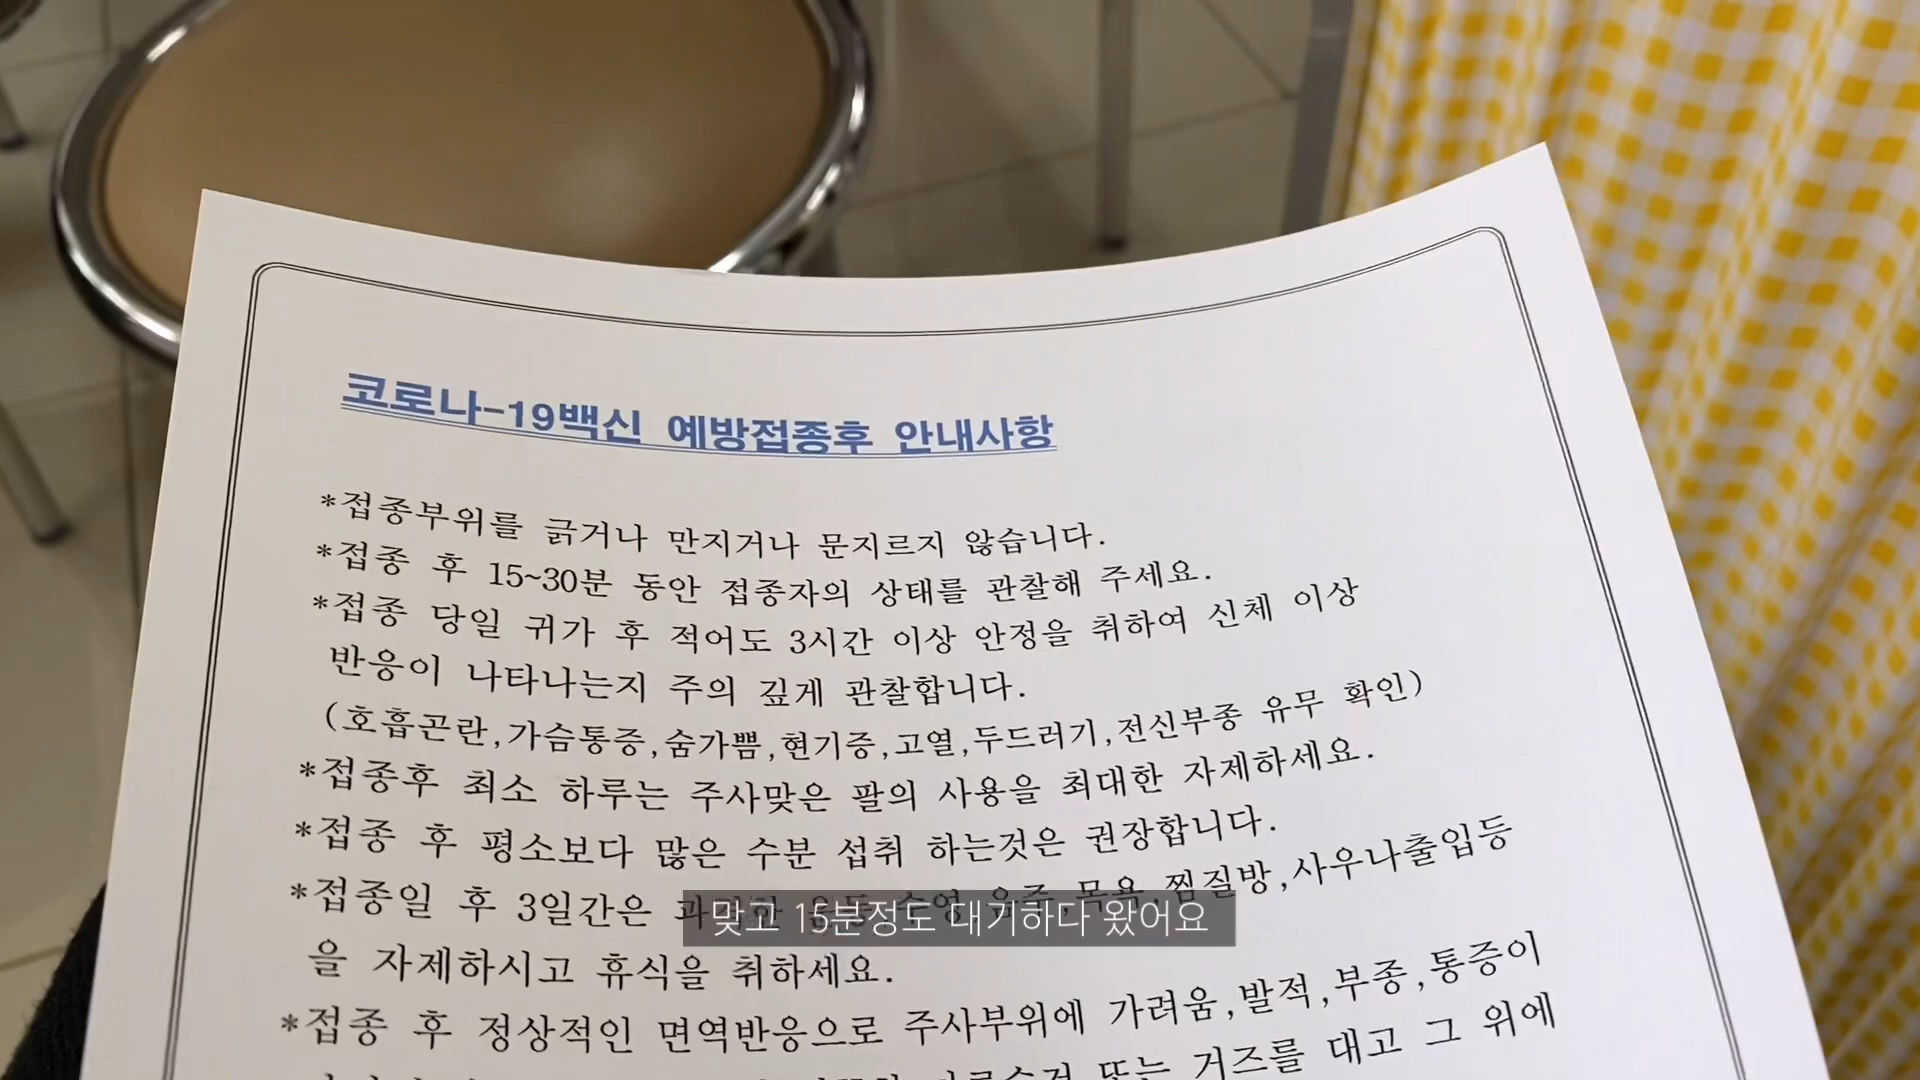 코로나-19백신 예방접종후 안내사항
*접종부위를 긁거나 만지거나 문지르지 않습니다.
*접종 후 15~30분 동안 접종자의 상태를 관찰해 주세요.
*접종 당일 귀가 후 적어도 3시간 이상 안정을 취하여 신체 이상
반응이 나타나는지 주의 깊게 관찰합니다.
(호흡곤란,가슴통증,숨가쁨,현기증,고열,두드러기,전신부종 유무 확인)
*접종후 최소 하루는 주사맞은 팔의 사용을 최대한 자제하세요.
*접종 후 평소보다 많은 수분 섭취 하는것은 권장합니다.
*접종일 후 3일간은 목욕,찜질방,사우나출입등
맞고 15분정도 대기하다 왔어요
을 자제하시고 휴식을 취하세요.
*접종 후 정상적인 면역반응으로 주사부위에 가려움,발적,부종,통증이
또는 거즈를 대고 그 위에